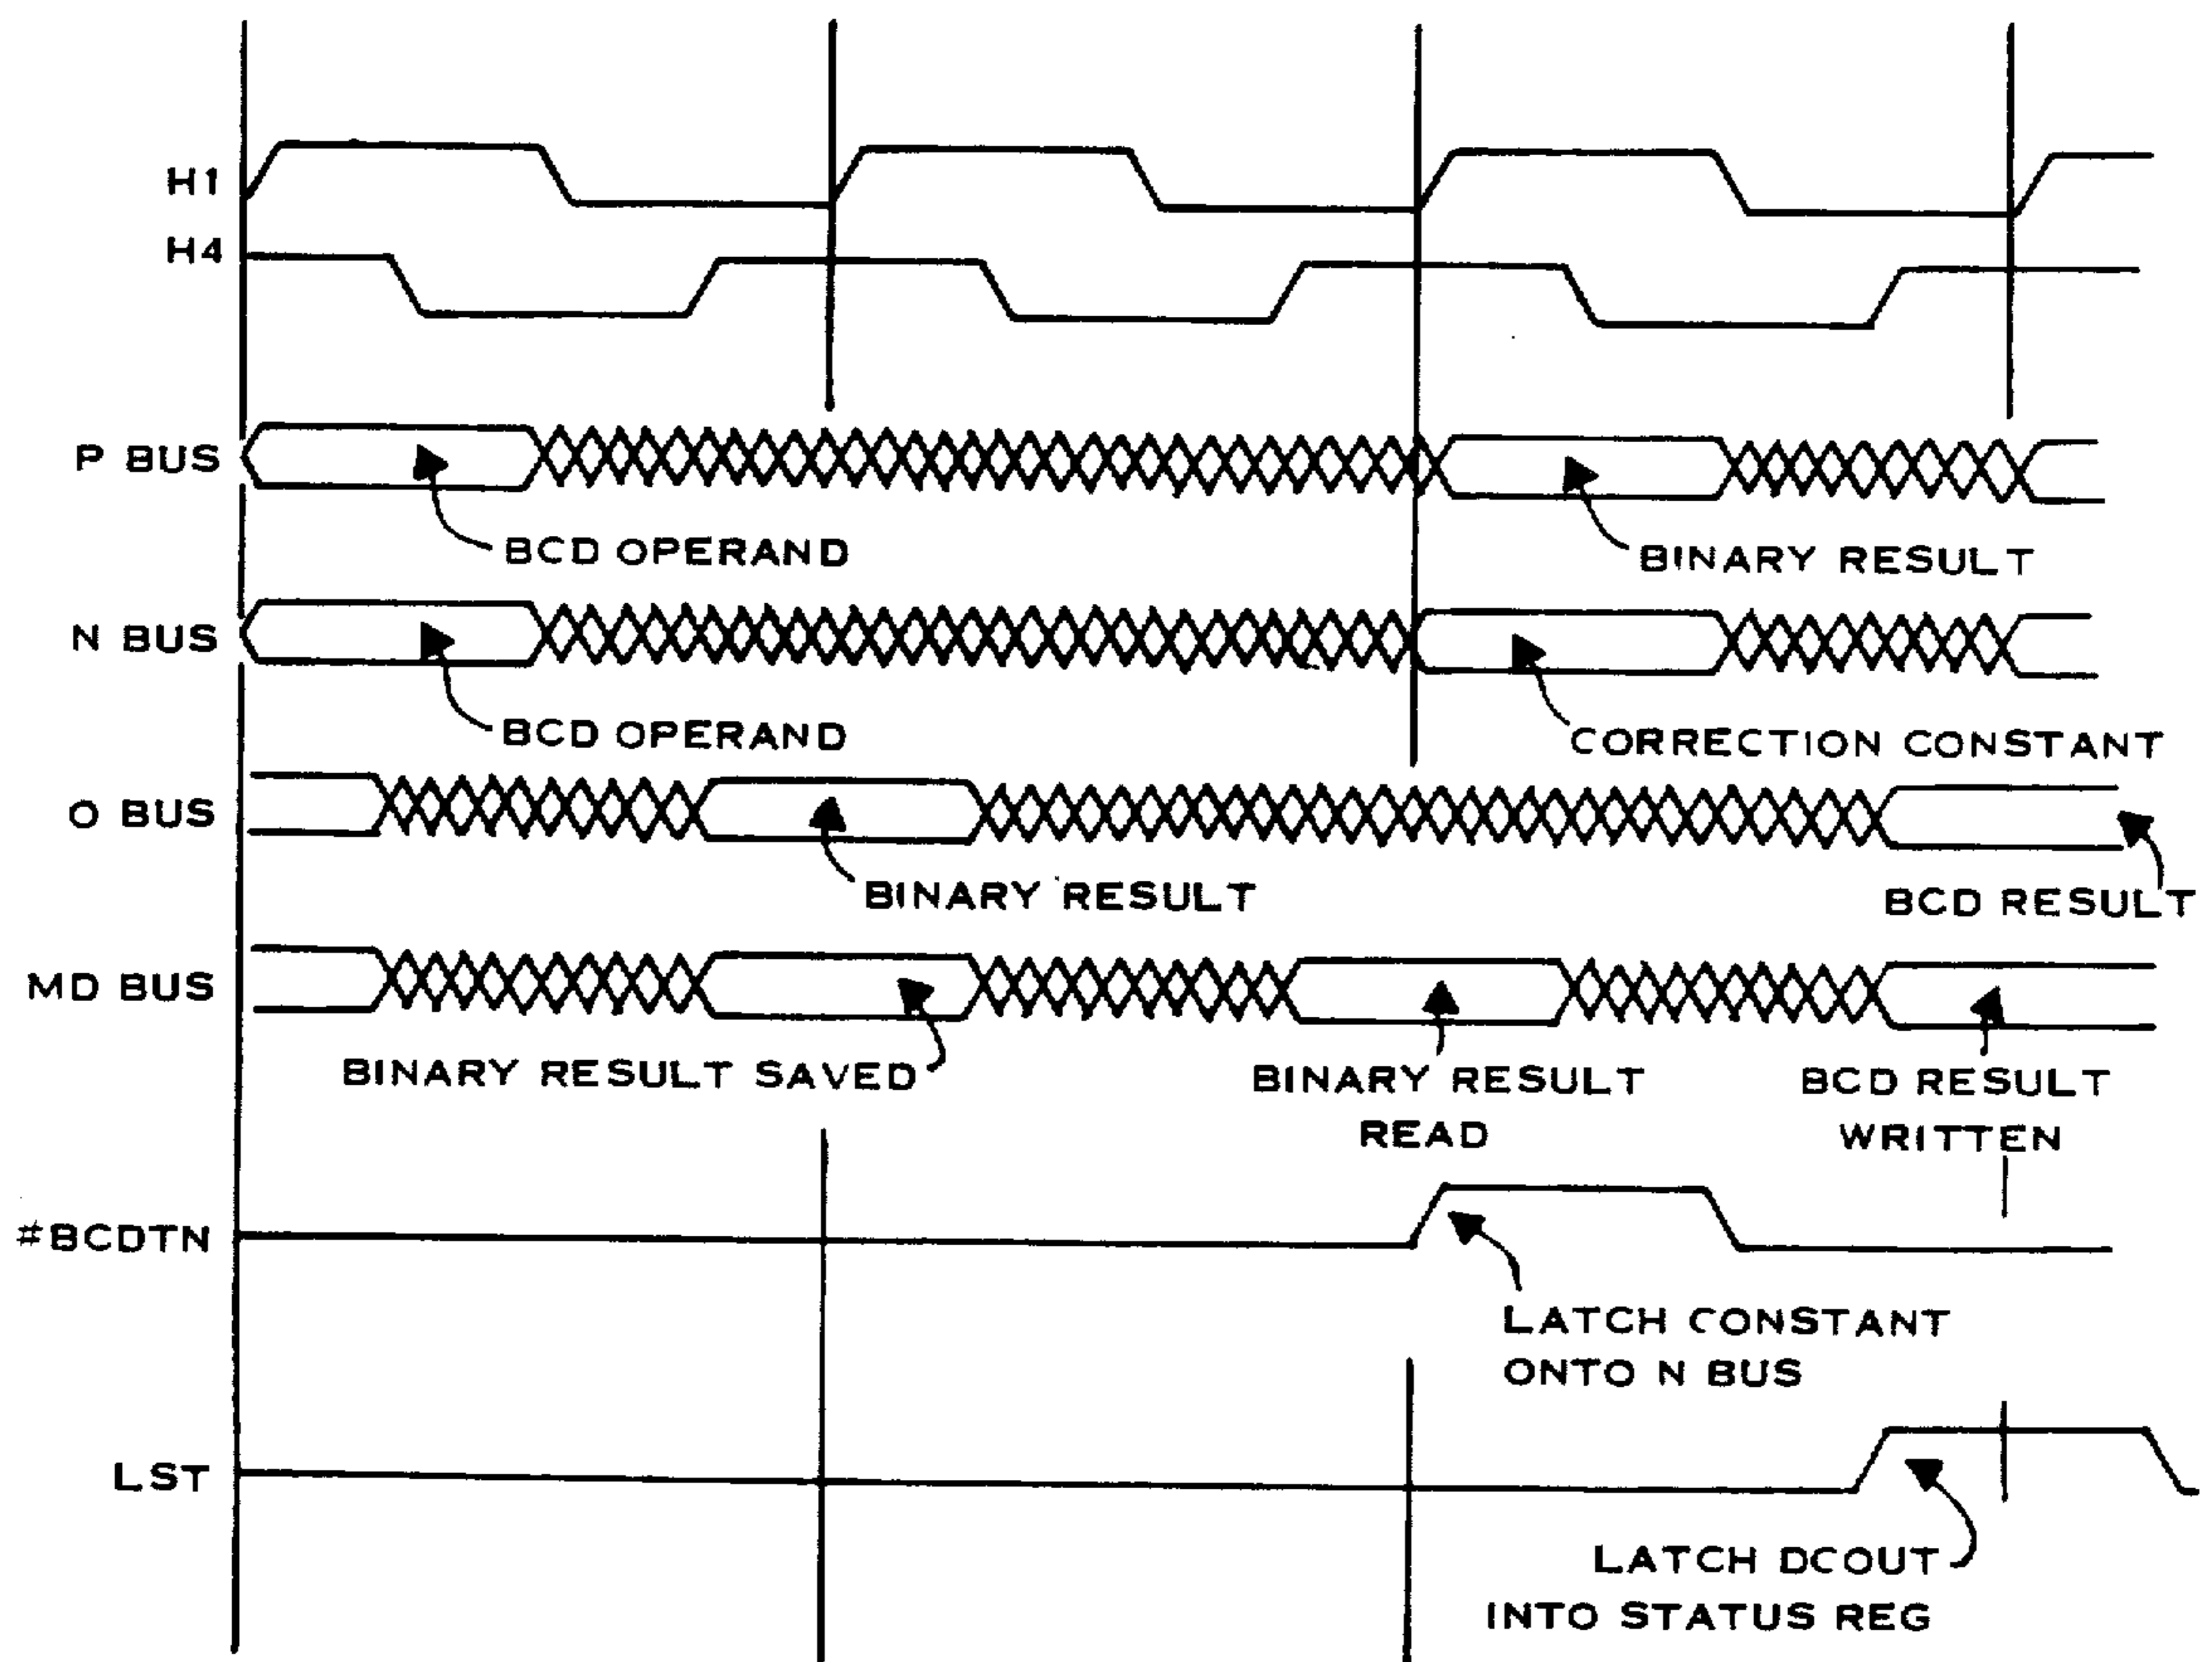 H1
H4
P BUS
BCD OPERAND
BINARY RESULT
N BUS
BCD OPERAND
CORRECTION CONSTANT
O BUS
BINARY RESULT
BCD RESULT
MD BUS
BINARY RESULT SAVED
BINARY RESULT
READ
BCD RESULT
WRITTEN
#BCDTN
LATCH CONSTANT
ONTO N BUS
LST
LATCH DCOUT
INTO STATUS REG